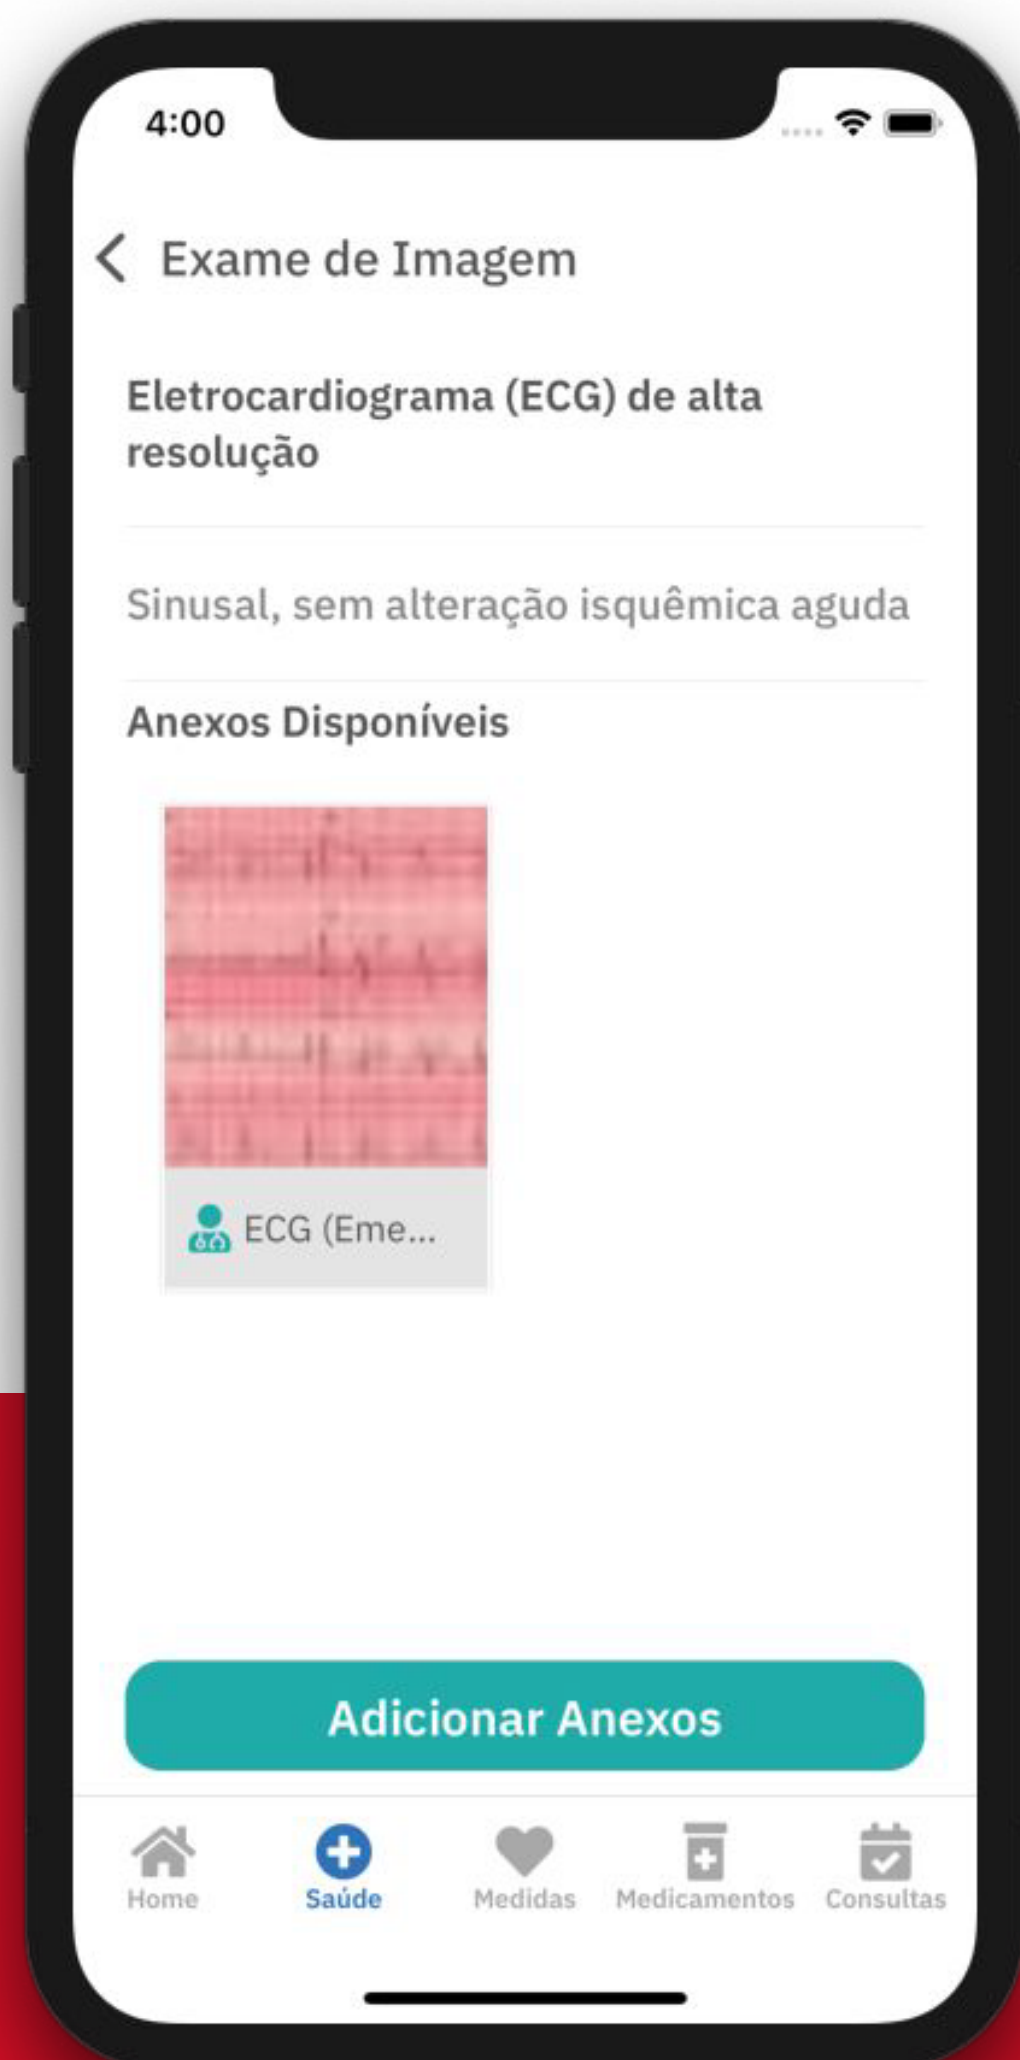 4:00
Exame de Imagem
Eletrocardiograma (ECG) de alta
resolução
Sinusal, sem alteração isquêmica aguda
Anexos Disponíveis
ECG (Eme...
Adicionar Anexos
Home
Saúde
Medidas
Medicamentos
Consultas